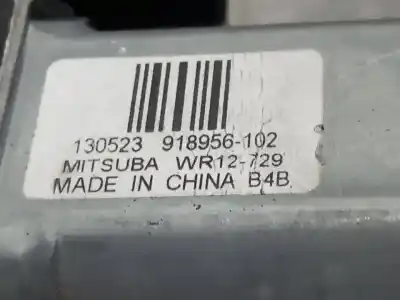 130523 918956-102
MITSUBA WR12-729
MADE IN CHINA B4B